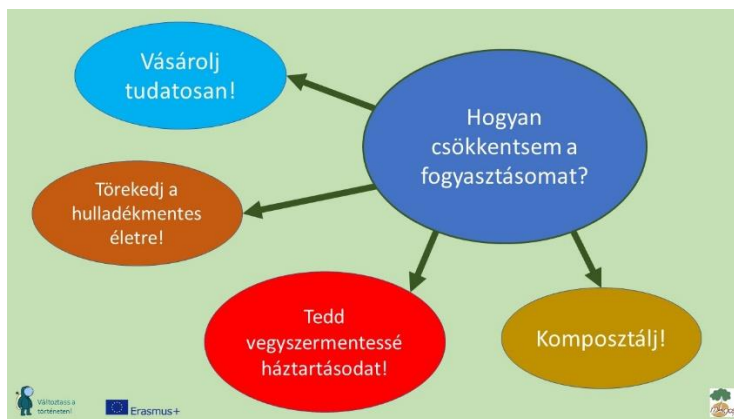 Vásárolj
tudatosan!
Hogyan
csökkentsem a
fogyasztásomat?
Törekedj a
hulladékmentes
életre!
Tedd
vegyszermentessé
háztartásodat!
Komposztálj!
Változtass a
történeten!
Erasmus+